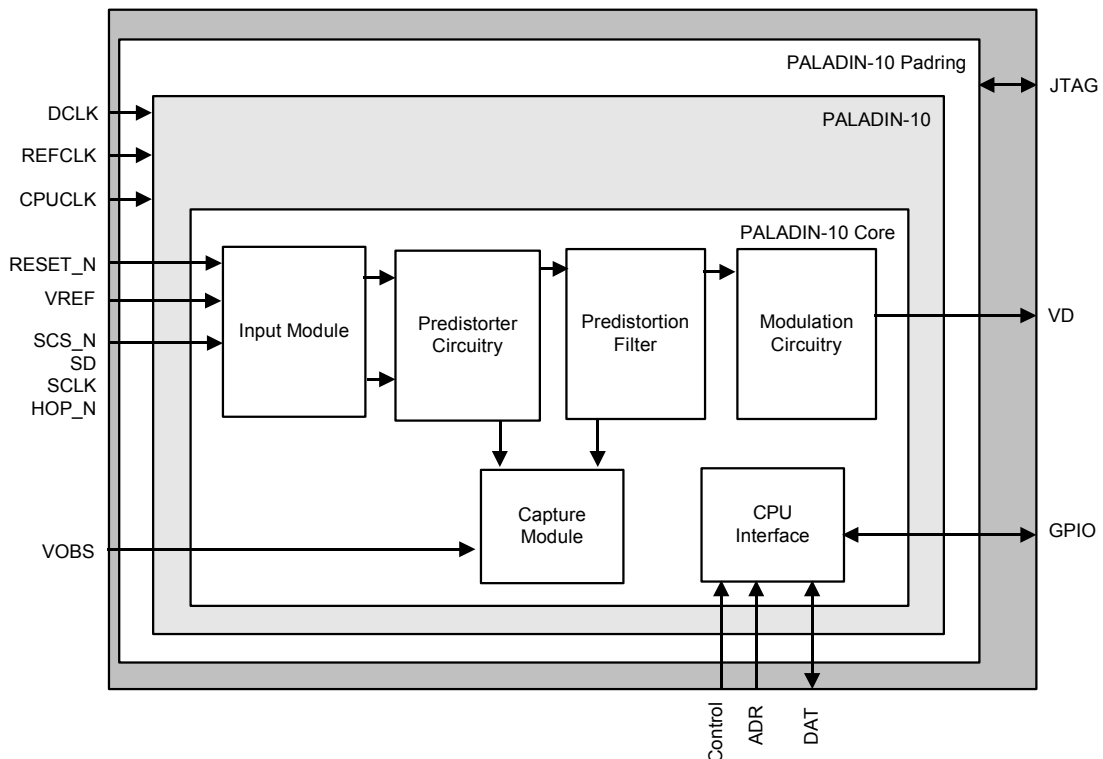 PALADIN-10 Padring
JTAG
DCLK
PALADIN-10
REFCLK
CPUCLK
PALADIN-10 Core
RESET_N
VREF
SCS_N
SD
SCLK
HOP_N
Input Module
Predistorter
Circuitry
Predistortion
Filter
Modulation
Circuitry
VD
Capture
Module
CPU
Interface
VOBS
GPIO
Control
ADR
DAT